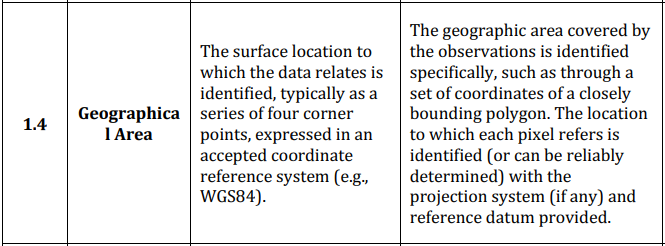 1.4
Geographica
l Area
The surface location to
which the data relates is
identified, typically as a
series of four corner
points, expressed in an
accepted coordinate
reference system (e.g.,
WGS84).
The geographic area covered by
the observations is identified
specifically, such as through a
set of coordinates of a closely
bounding polygon. The location
to which each pixel refers is
identified (or can be reliably
determined) with the
projection system (if any) and
reference datum provided.